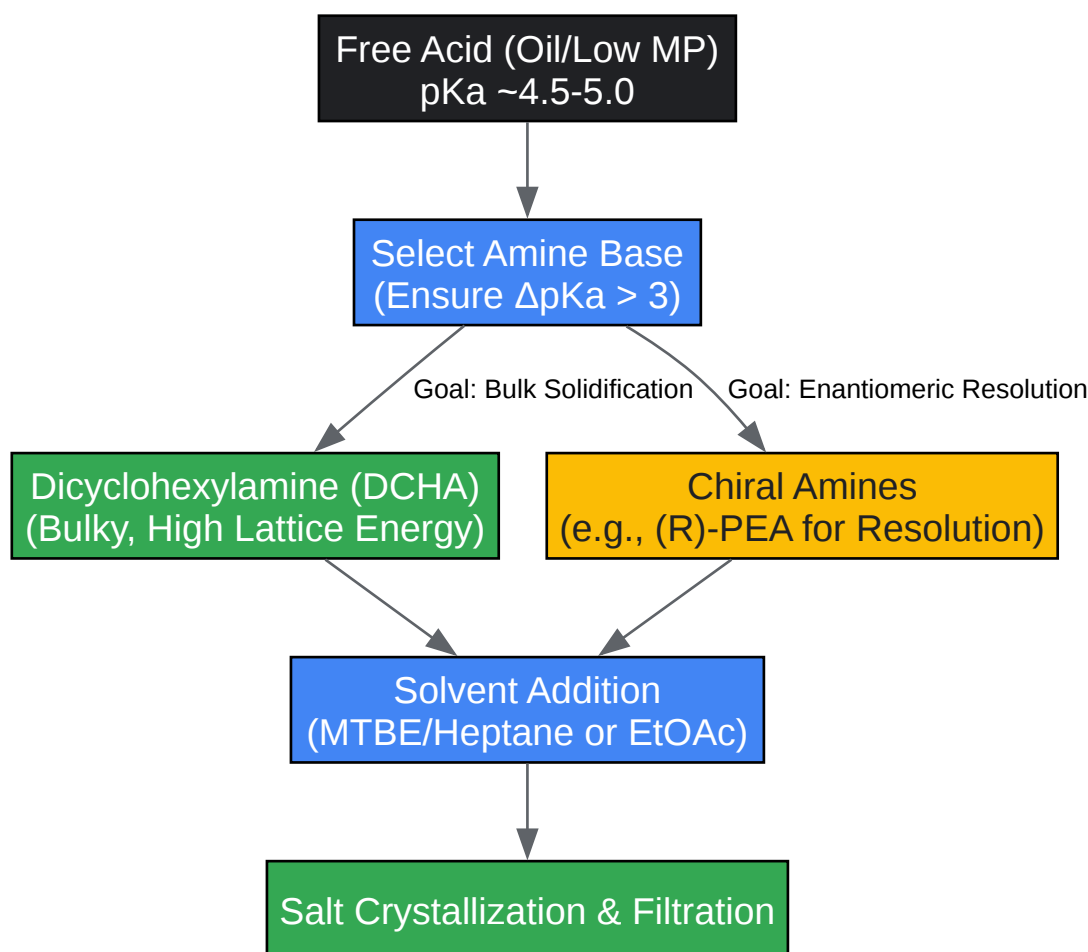 Free Acid (Oil/Low MP)
pKa ~4.5-5.0
Select Amine Base
(Ensure ΔpKa > 3)
Goal: Bulk Solidification
Goal: Enantiomeric Resolution
Dicyclohexylamine (DCHA)
(Bulky, High Lattice Energy)
Chiral Amines
(e.g., (R)-PEA for Resolution)
Solvent Addition
(MTBE/Heptane or EtOAc)
Salt Crystallization & Filtration